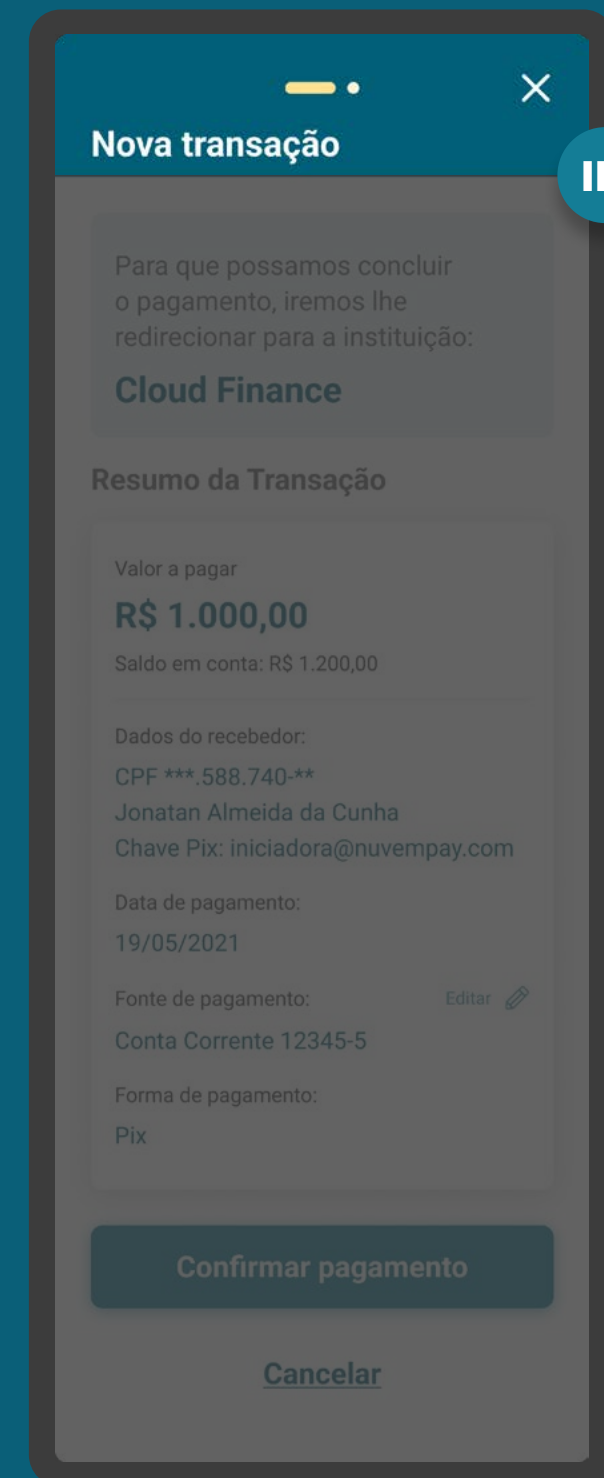 Nova transação
Para que possamos concluir
o pagamento, iremos lhe
redirecionar para a instituição:
Cloud Finance
Resumo da Transação
Valor a pagar
R$ 1.000,00
Saldo em conta: R$ 1.200,00
Dados do recebedor:
CPF ***.588.740-**
Jonatan Almeida da Cunha
Chave Pix: iniciadora@nuvempay.com
Data de pagamento:
19/05/2021
Fonte de pagamento:
Editar
Conta Corrente 12345-5
Forma de pagamento:
Pix
Confirmar pagamento
Cancelar